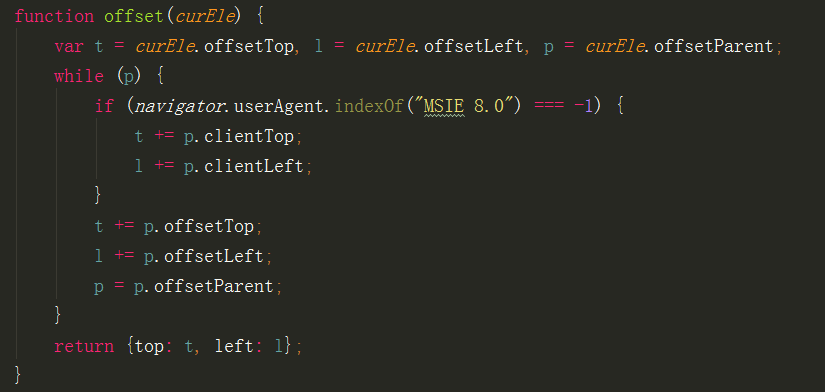 function offset(curEle) {
    var t = curEle.offsetTop, l = curEle.offsetLeft, p = curEle.offsetParent;
    while (p) {
        if (navigator.userAgent.indexOf("MSIE 8.0") === -1) {
            t += p.clientTop;
            l += p.clientLeft;
        }
        t += p.offsetTop;
        l += p.offsetLeft;
        p = p.offsetParent;
    }
    return {top: t, left: l};
}